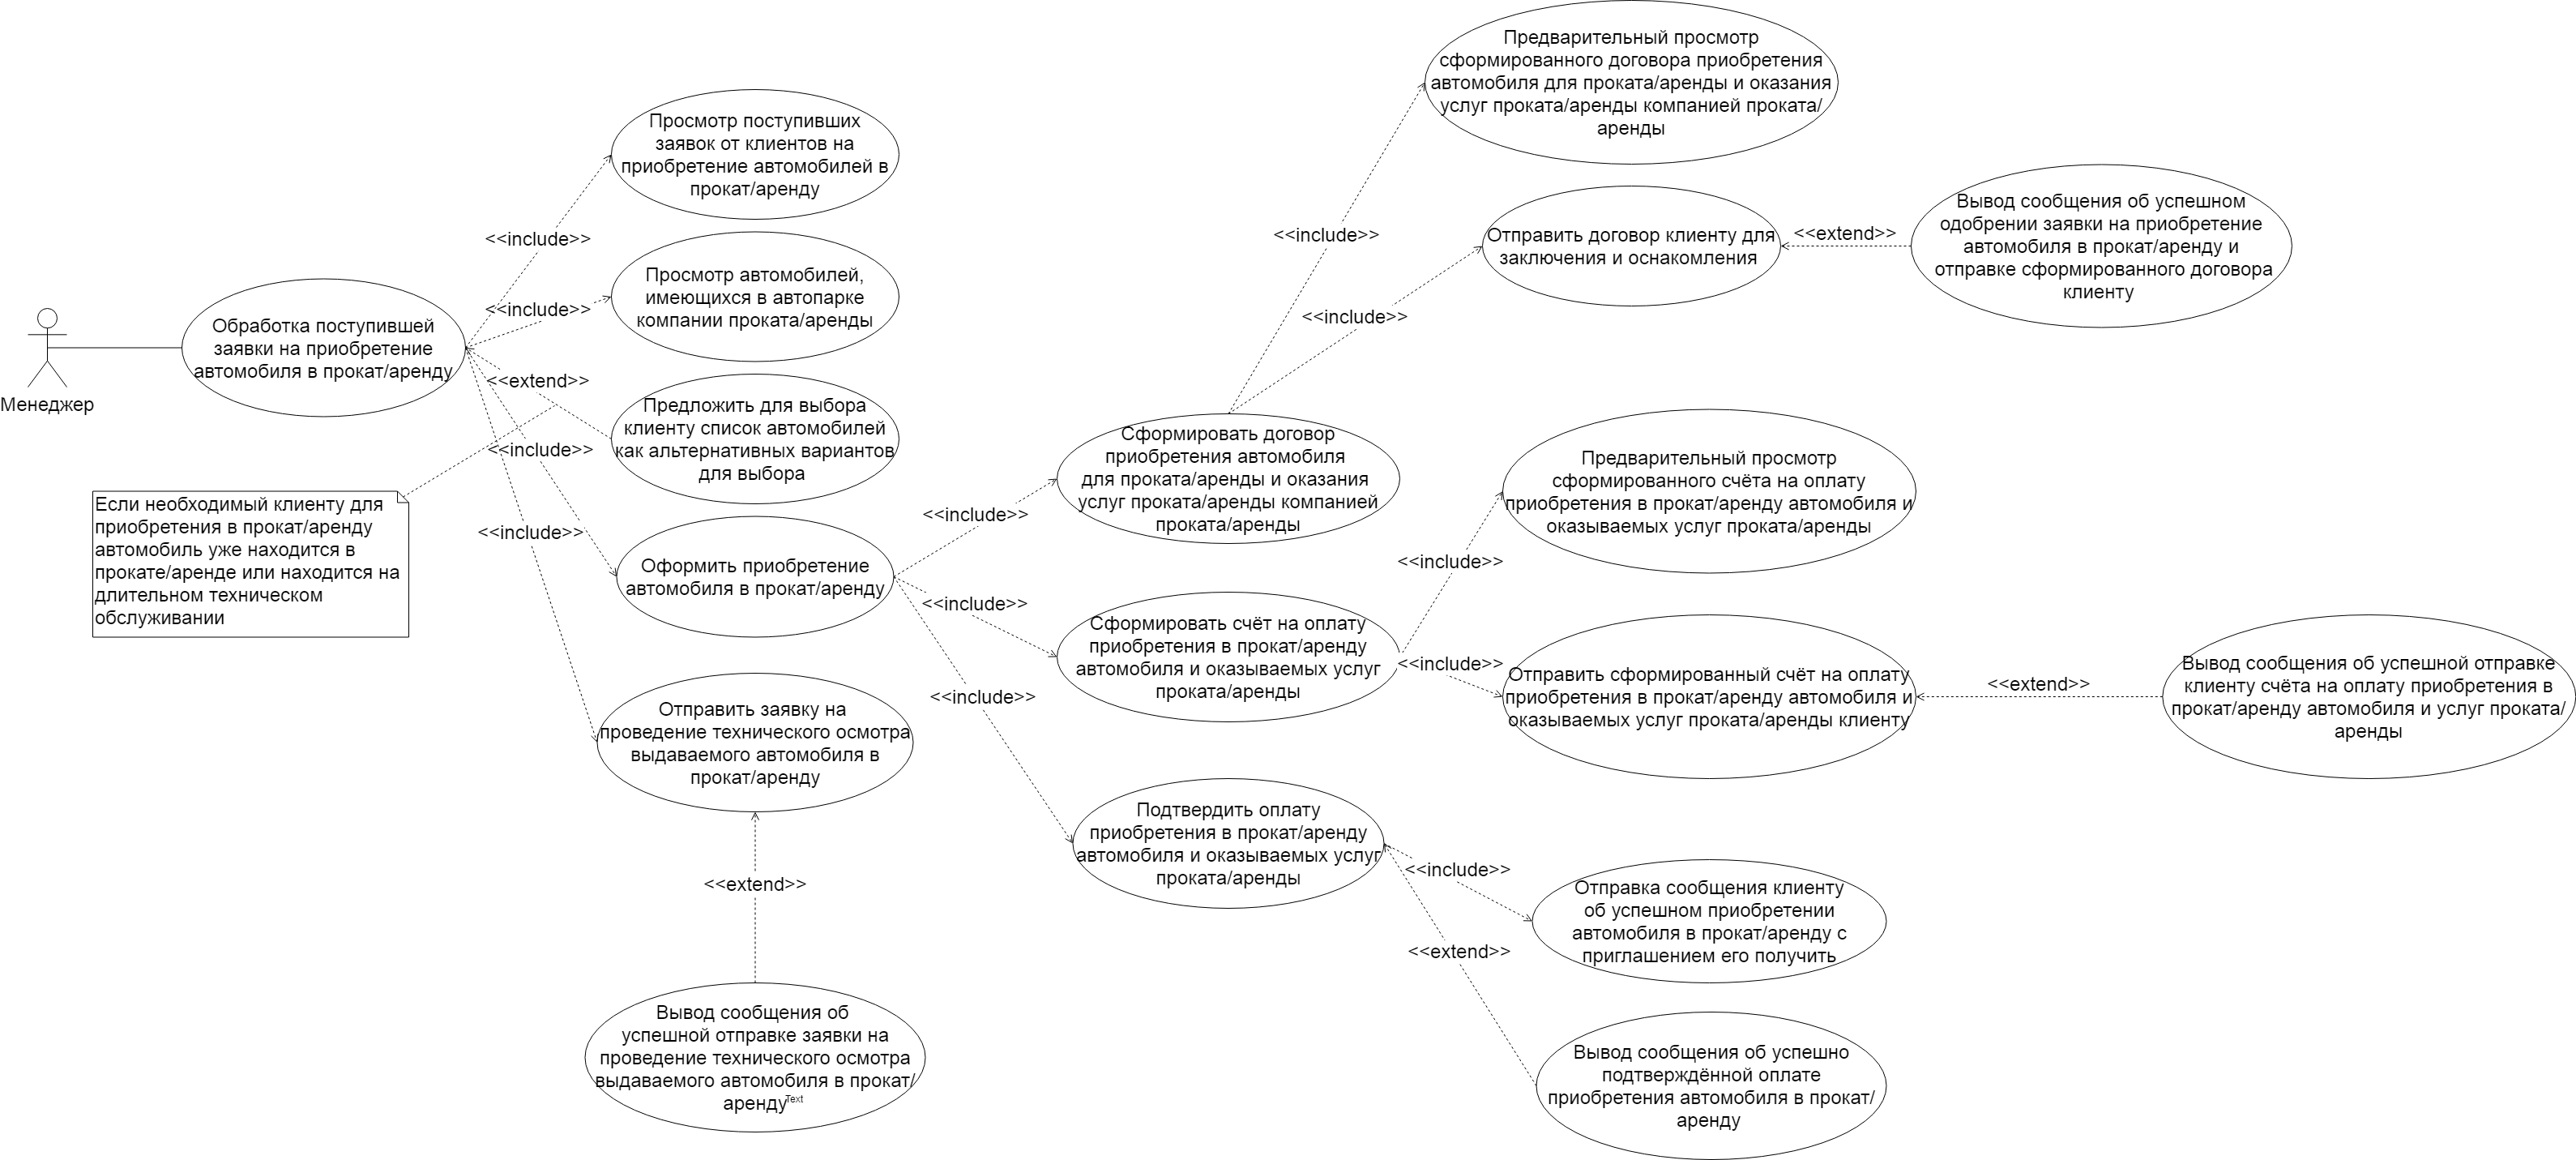 Менеджер
Обработка поступившей
заявки на приобретение
автомобиля в прокат/аренду
<<include>>
<<include>>
<<extend>>
<<include>>
<<include>>
Если необходимый клиенту для
приобретения в прокат/аренду
автомобиль уже находится в
прокате/аренде или находится на
длительном техническом
обслуживании
Просмотр поступивших
заявок от клиентов на
приобретение автомобилей в
прокат/аренду
Просмотр автомобилей,
имеющихся в автопарке
компании проката/аренды
Предложить для выбора
клиенту список автомобилей
как альтернативных вариантов
для выбора
Оформить приобретение
автомобиля в прокат/аренду
Отправить заявку на
проведение технического осмотра
выдаваемого автомобиля в
прокат/аренду
<<extend>>
Вывод сообщения об
успешной отправке заявки на
проведение технического осмотра
выдаваемого автомобиля в прокат/
аренду
Text
<<include>>
<<include>>
<<include>>
Сформировать договор
приобретения автомобиля
для проката/аренды и оказания
услуг проката/аренды компанией
проката/аренды
Сформировать счёт на оплату
приобретения в прокат/аренду
автомобиля и оказываемых услуг
проката/аренды
Подтвердить оплату
приобретения в прокат/аренду
автомобиля и оказываемых услуг
проката/аренды
<<include>>
<<include>>
<<include>>
<<include>>
<<include>>
<<extend>>
Предварительный просмотр
сформированного договора приобретения
автомобиля для проката/аренды и оказания
услуг проката/аренды компанией проката/
аренды
Отправить договор клиенту для
заключения и оснакомления
<<extend>>
Вывод сообщения об успешном
одобрении заявки на приобретение
автомобиля в прокат/аренду и
отправке сформированного договора
клиенту
Предварительный просмотр
сформированного счёта на оплату
приобретения в прокат/аренду автомобиля и
оказываемых услуг проката/аренды
Отправить сформированный счёт на оплату
приобретения в прокат/аренду автомобиля и
оказываемых услуг проката/аренды клиенту
<<extend>>
Вывод сообщения об успешной отправке
клиенту счёта на оплату приобретения в
прокат/аренду автомобиля и услуг проката/
аренды
Отправка сообщения клиенту
об успешном приобретении
автомобиля в прокат/аренду с
приглашением его получить
Вывод сообщения об успешно
подтверждённой оплате
приобретения автомобиля в прокат/
аренду